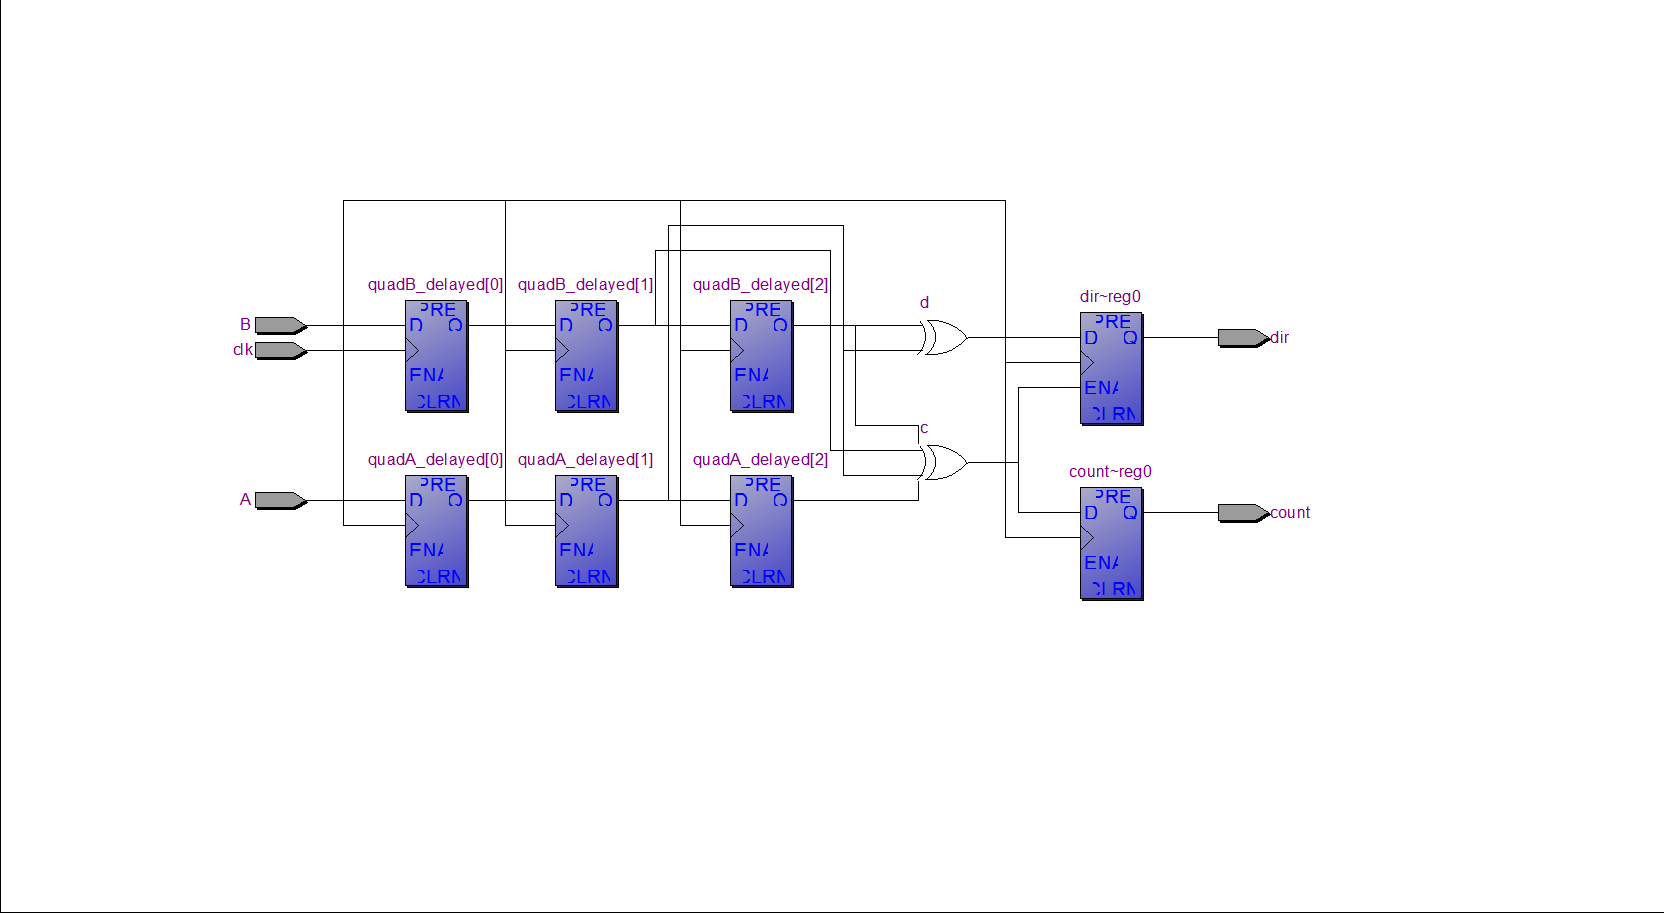 quadB_delayed[0] quadB_delayed[1] quadB_delayed[2]
d
dir~reg0
B
clk
PRE
D Q
ENA
CLRN
PRE
D Q
ENA
CLRN
PRE
D Q
ENA
CLRN
PRE
D Q
ENA
CLRN
dir
c
quadA_delayed[0] quadA_delayed[1] quadA_delayed[2]
count~reg0
A
PRE
D Q
ENA
CLRN
PRE
D Q
ENA
CLRN
PRE
D Q
ENA
CLRN
PRE
D Q
ENA
CLRN
count